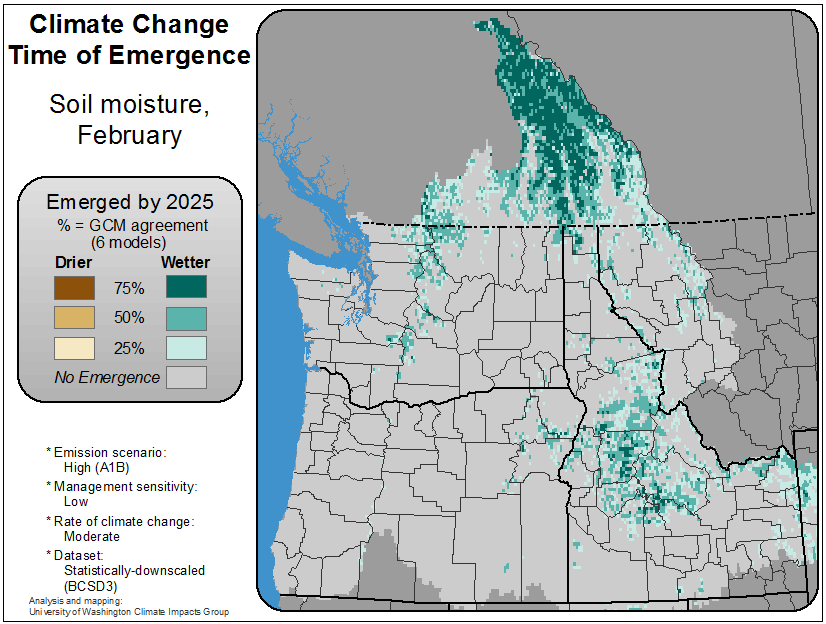 Climate Change
Time of Emergence
Soil moisture,
February
Emerged by 2025
% = GCM agreement
(6 models)
Drier Wetter
75%
50%
25%
No Emergence
* Emission scenario:
High (A1B)
* Management sensitivity:
Low
* Rate of climate change:
Moderate
* Dataset:
Statistically-downscaled
(BCSD3)
Analysis and mapping:
University of Washington Climate Impacts Group